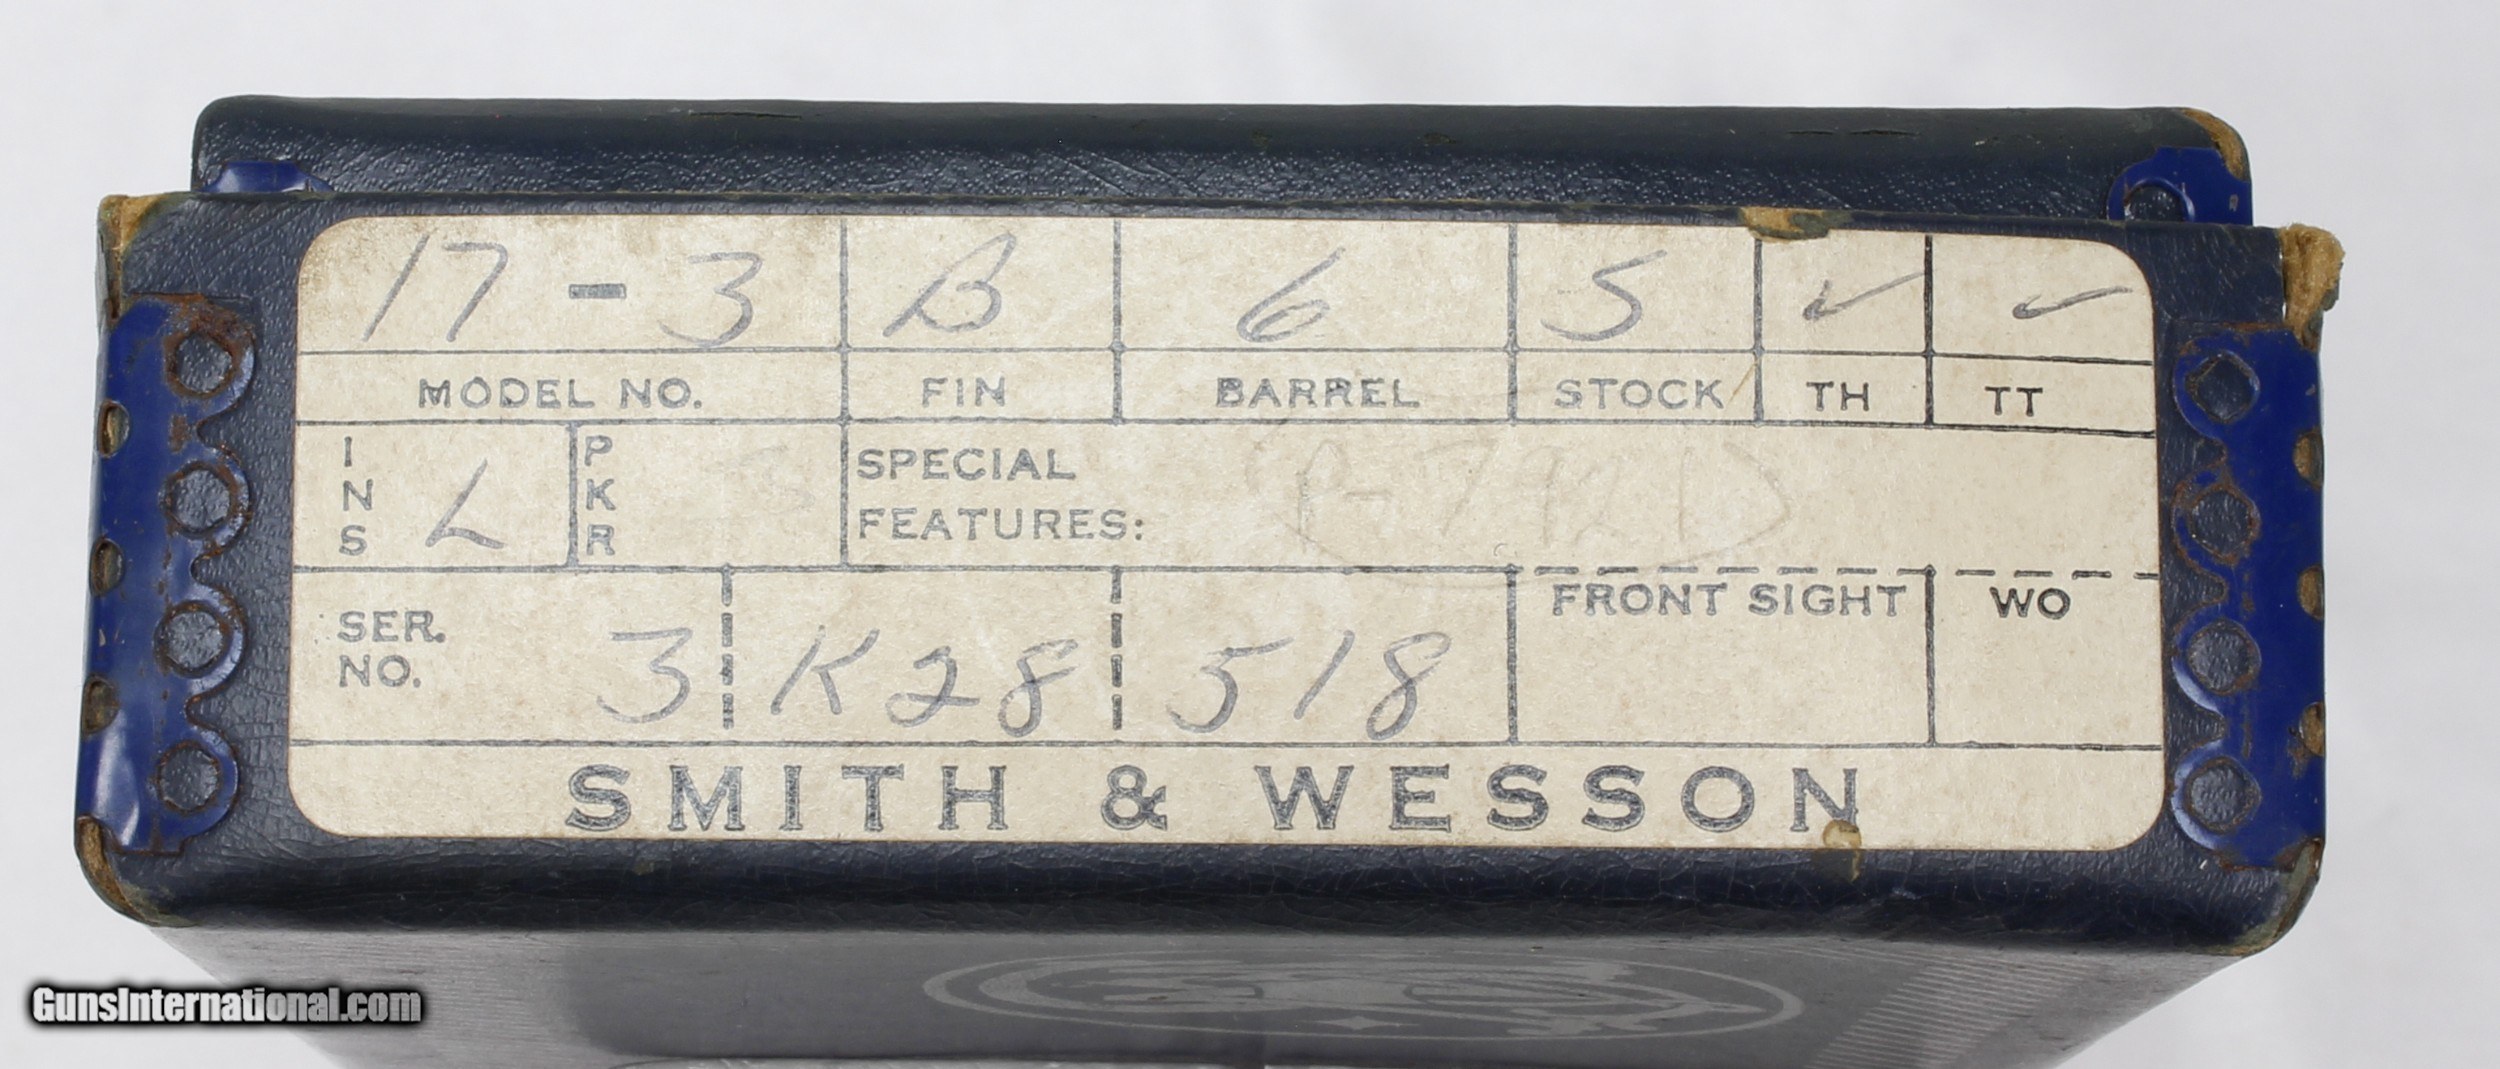 17-3 B 6 S ✓ ✓
MODEL NO. FIN BARREL STOCK TH TT
INS L PKR SPECIAL
FEATURES:
FRONT SIGHT WO
SER. NO. 3 K28 518
SMITH & WESSON
GunsInternational.com